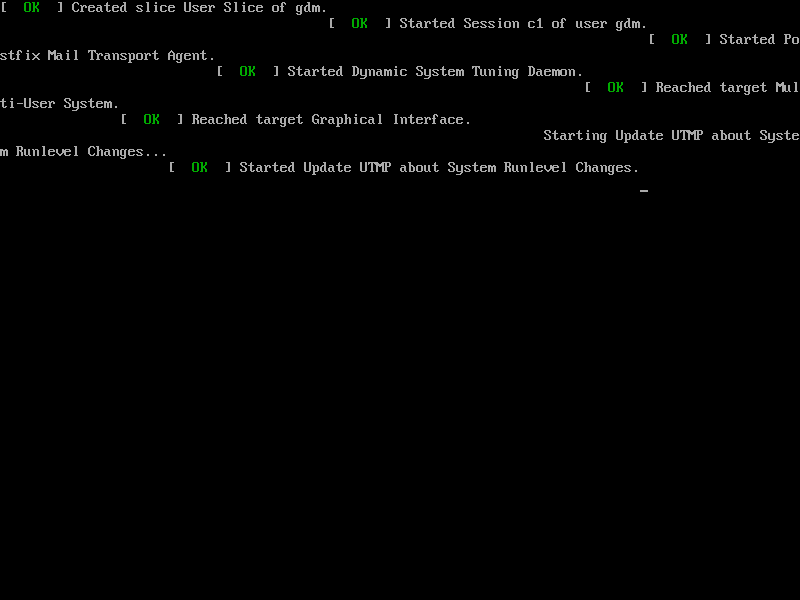 [  OK  ] Created slice User Slice of gdm.
[  OK  ] Started Session c1 of user gdm.
[  OK  ] Started Po
stfix Mail Transport Agent.
[  OK  ] Started Dynamic System Tuning Daemon.
[  OK  ] Reached target Mul
ti-User System.
[  OK  ] Reached target Graphical Interface.
Starting Update UTMP about Syste
m Runlevel Changes...
[  OK  ] Started Update UTMP about System Runlevel Changes.